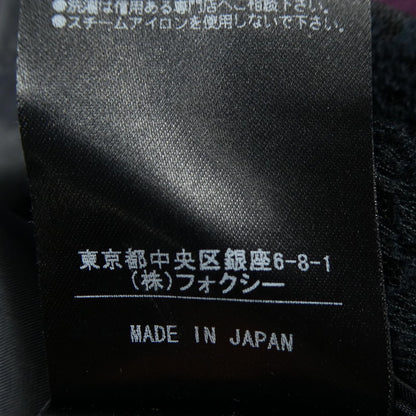 ●洗濯は信用ある専門店へご相談下さい。
●スチームアイロンを使用しないで下さい。
東京都中央区銀座6-8-1
(株)フォクシー
MADE IN JAPAN